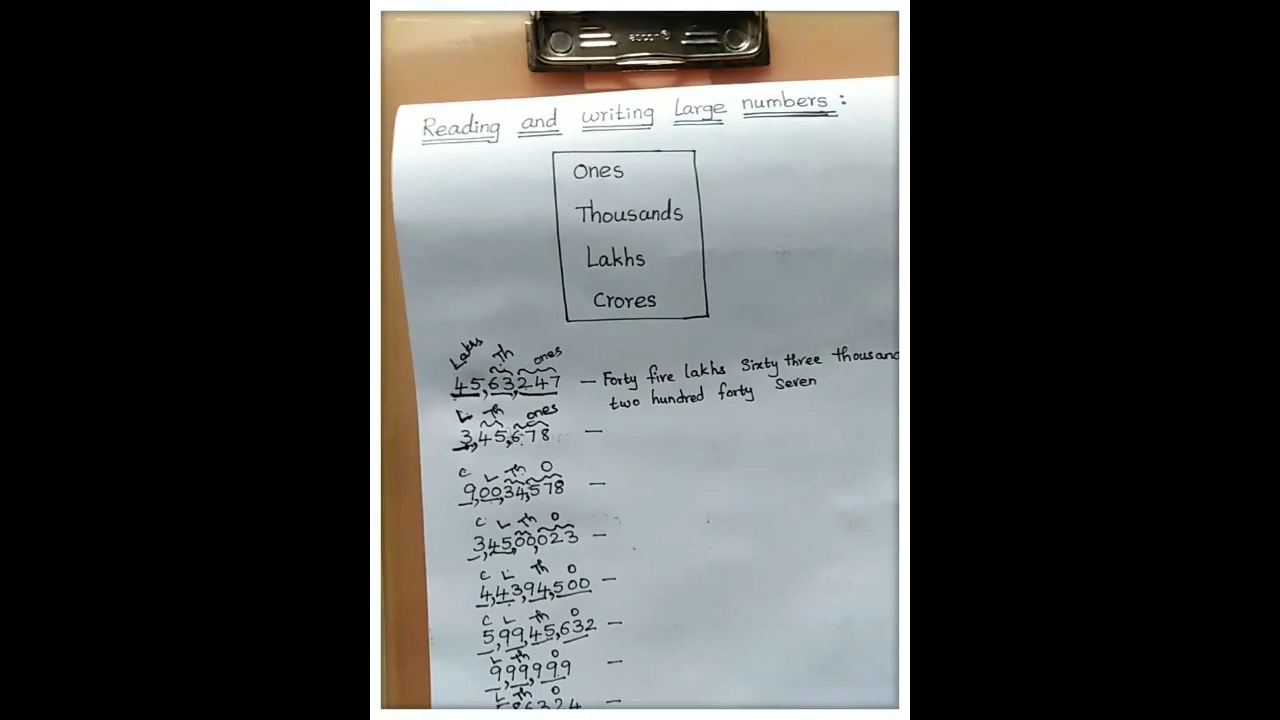 Reading and writing Large numbers :
Ones
Thousands
Lakhs
Crores
Lakhs Th ones
45,63,247 — Forty five lakhs Sixty three thousand
two hundred forty Seven
L Th ones
3,45,678 —
C L Th O
9,00,34,578 —
C L Th O
3,45,00,023 —
C L Th O
4,43,94,500 —
C L Th O
5,99,45,632 —
L Th O
9,99,999 —
L Th O